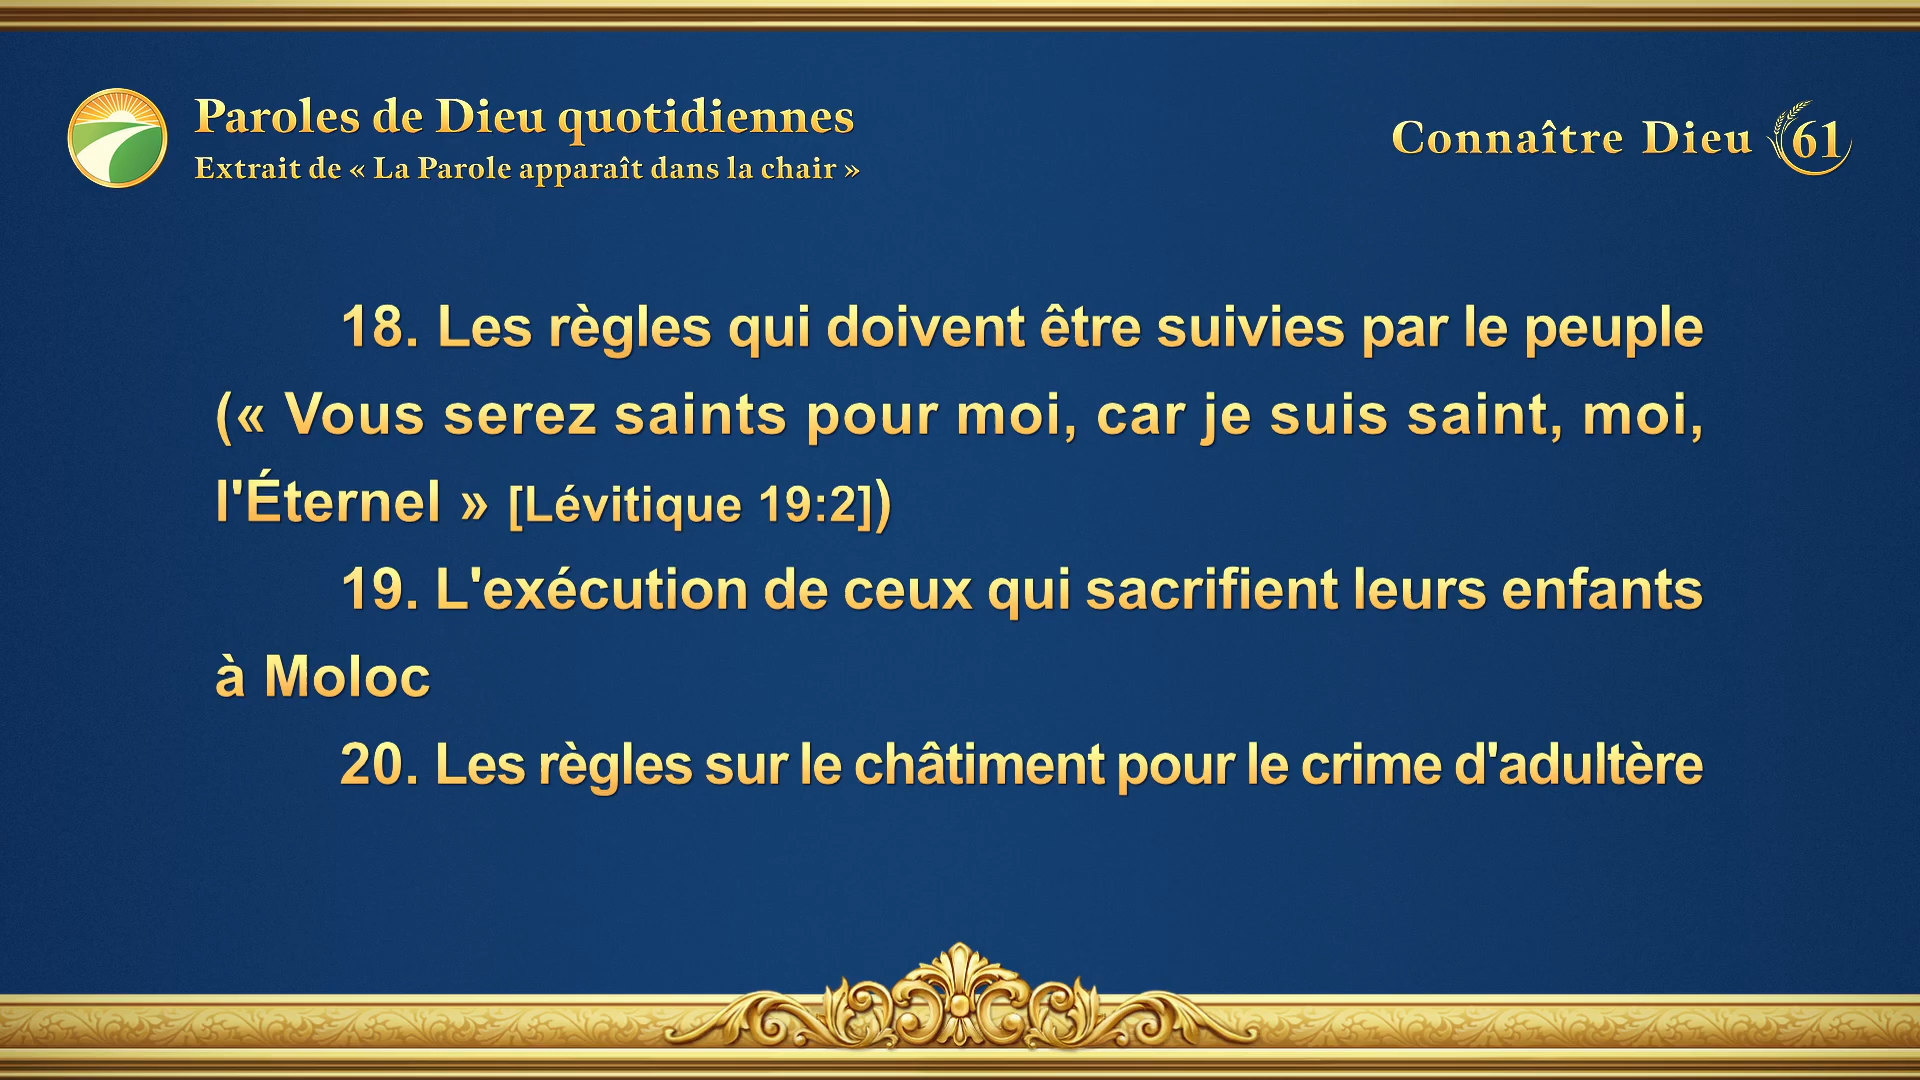 Paroles de Dieu quotidiennes
Extrait de « La Parole apparaît dans la chair »
Connaître Dieu 61
18. Les règles qui doivent être suivies par le peuple
(« Vous serez saints pour moi, car je suis saint, moi,
l'Éternel » [Lévitique 19:2])
19. L'exécution de ceux qui sacrifient leurs enfants
à Moloc
20. Les règles sur le châtiment pour le crime d'adultère